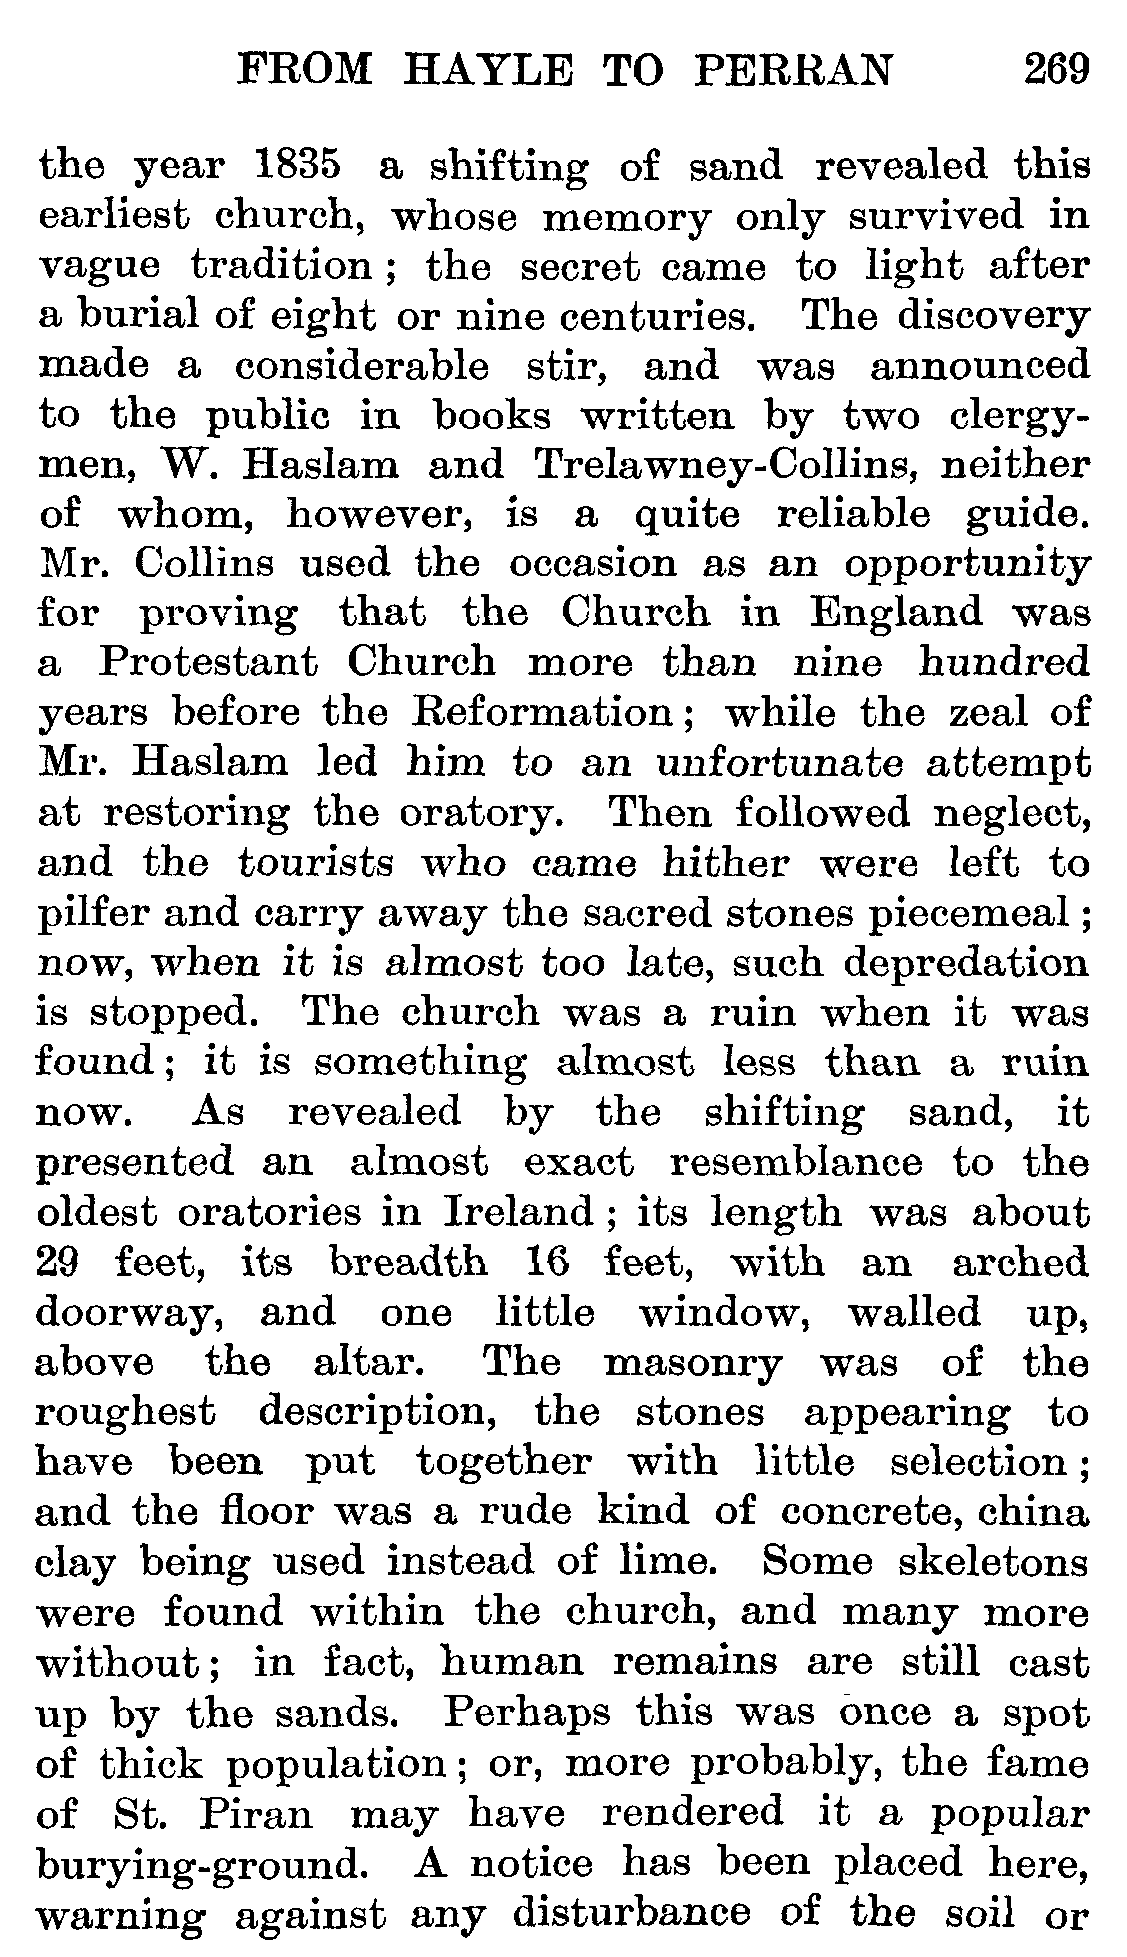 FROM HAYLE TO PERRAN 269
the year 1835 a shifting of sand revealed this
earliest church, whose memory only survived in
vague tradition ; the secret came to light after
a burial of eight or nine centuries. The discovery
made a considerable stir, and was announced
to the public in books written by two clergy-
men, W. Haslam and Trelawney-Collins, neither
of whom, however, is a quite reliable guide.
Mr. Collins used the occasion as an opportunity
for proving that the Church in England was
a Protestant Church more than nine hundred
years before the Reformation ; while the zeal of
Mr. Haslam led him to an unfortunate attempt
at restoring the oratory. Then followed neglect,
and the tourists who came hither were left to
pilfer and carry away the sacred stones piecemeal ;
now, when it is almost too late, such depredation
is stopped. The church was a ruin when it was
found ; it is something almost less than a ruin
now. As revealed by the shifting sand, it
presented an almost exact resemblance to the
oldest oratories in Ireland ; its length was about
29 feet, its breadth 16 feet, with an arched
doorway, and one little window, walled up,
above the altar. The masonry was of the
roughest description, the stones appearing to
have been put together with little selection ;
and the floor was a rude kind of concrete, china
clay being used instead of lime. Some skeletons
were found within the church, and many more
without ; in fact, human remains are still cast
up by the sands. Perhaps this was once a spot
of thick population ; or, more probably, the fame
of St. Piran may have rendered it a popular
burying-ground. A notice has been placed here,
warning against any disturbance of the soil or